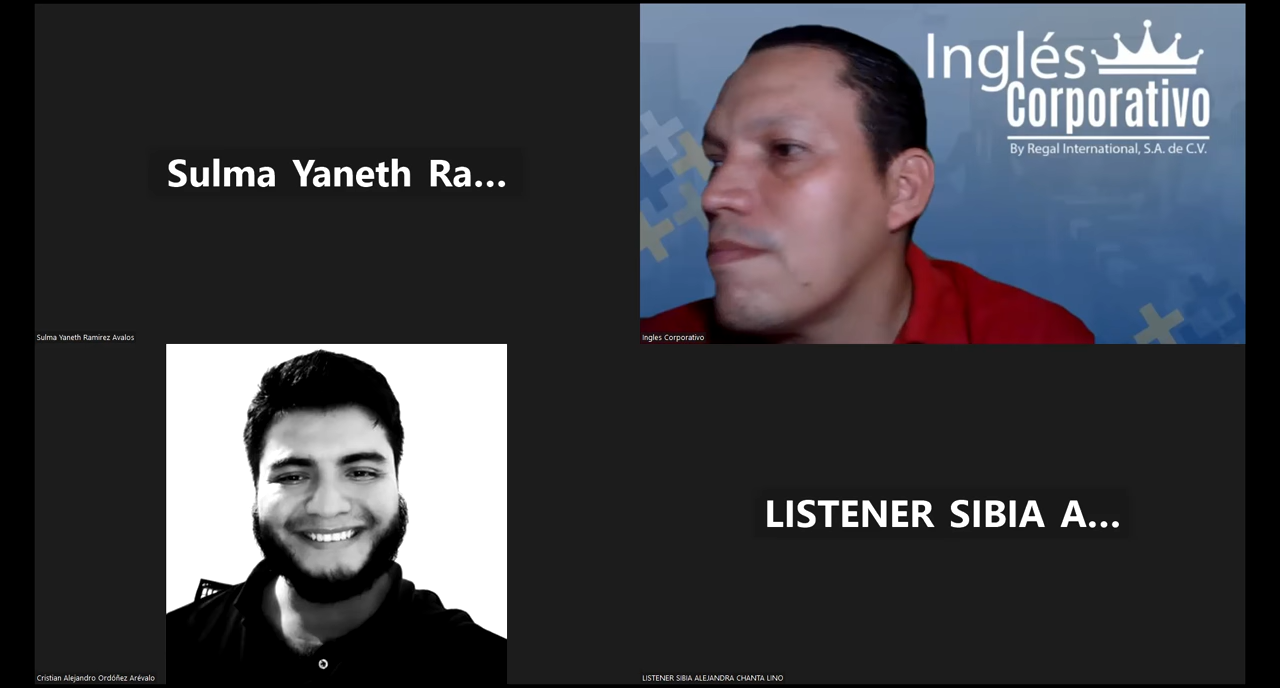 Sulma Yaneth Ra...
Sulma Yaneth Ramirez Avalos
Inglés
Corporativo
By Regal International, S.A. de C.V.
Ingles Corporativo
Cristian Alejandro Ordóñez Arévalo
LISTENER SIBIA A...
LISTENER SIBIA ALEJANDRA CHANTA LINO